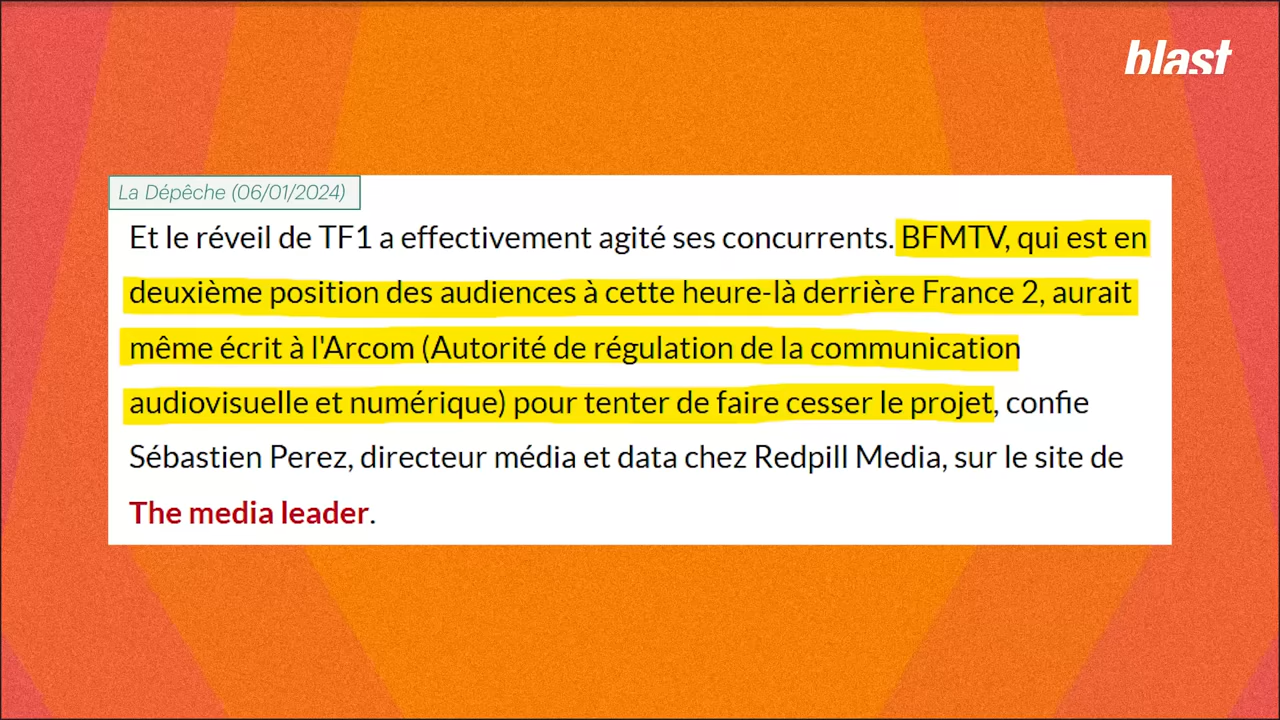 blast
La Dépêche (06/01/2024)
Et le réveil de TF1 a effectivement agité ses concurrents. BFMTV, qui est en
deuxième position des audiences à cette heure-là derrière France 2, aurait
même écrit à l'Arcom (Autorité de régulation de la communication
audiovisuelle et numérique) pour tenter de faire cesser le projet, confie
Sébastien Perez, directeur média et data chez Redpill Media, sur le site de
The media leader.